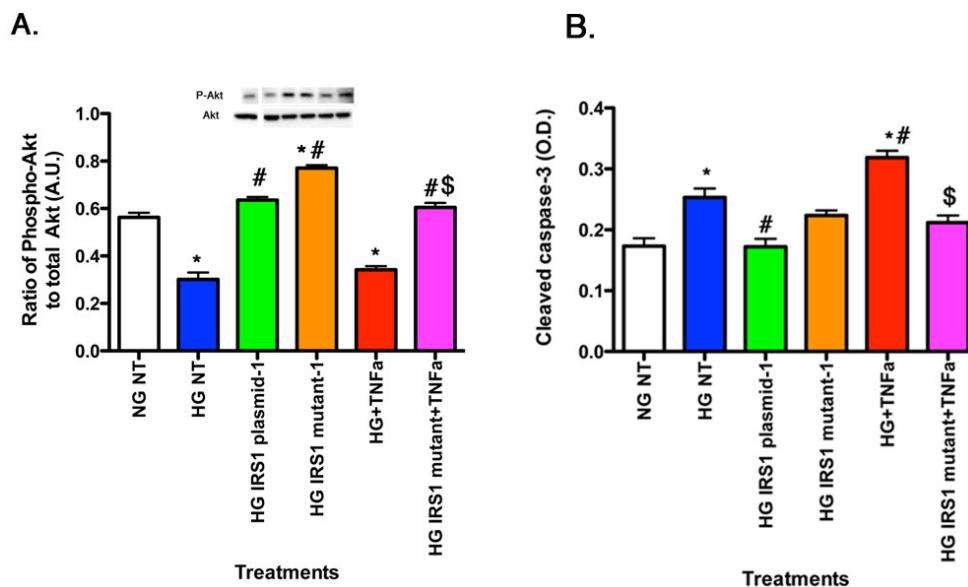 A.
P-Akt
Akt
Ratio of Phospho-Akt
to total Akt (A.U.)
1.0
0.8
0.6
0.4
0.2
0.0
*
#
* #
*
# $
NG NT
HG NT
HG IRS1 plasmid-1
HG IRS1 mutant-1
HG+TNFa
HG IRS1 mutant+TNFa
Treatments
B.
Cleaved caspase-3 (O.D.)
0.4
0.3
0.2
0.1
0.0
*
#
* #
$
NG NT
HG NT
HG IRS1 plasmid-1
HG IRS1 mutant-1
HG+TNFa
HG IRS1 mutant+TNFa
Treatments